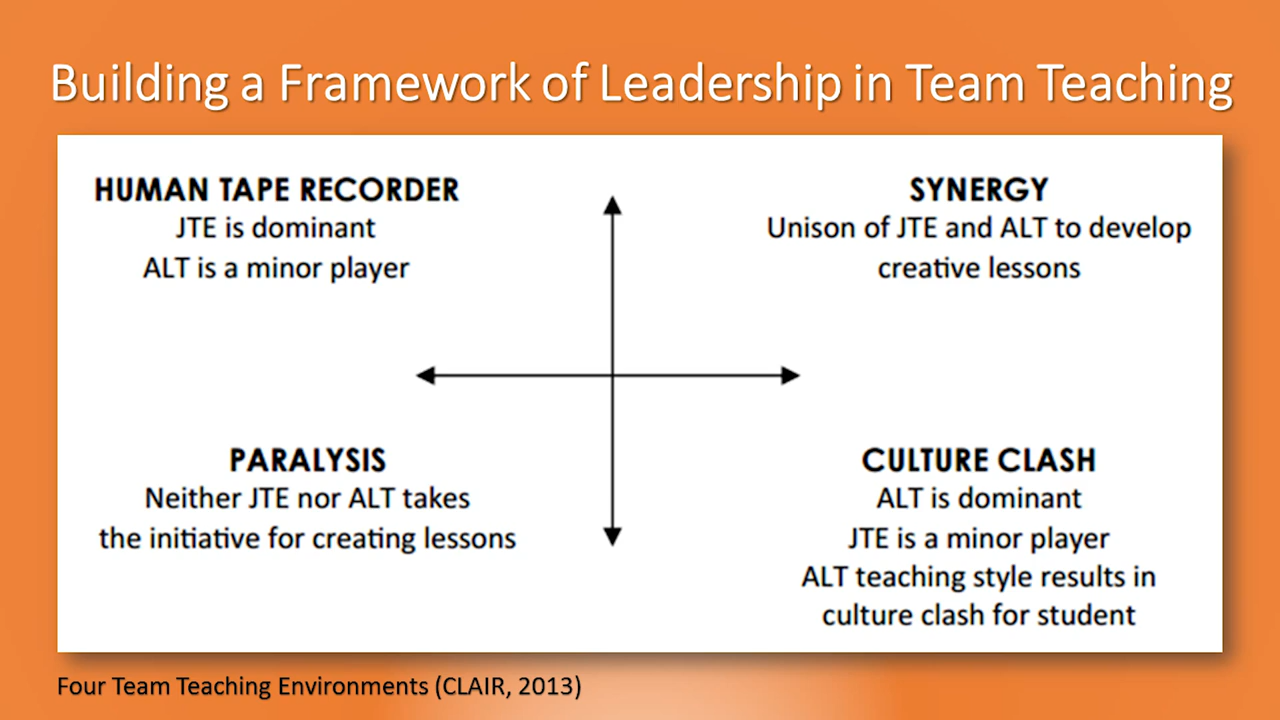 Building a Framework of Leadership in Team Teaching
HUMAN TAPE RECORDER
JTE is dominant
ALT is a minor player
SYNERGY
Unison of JTE and ALT to develop
creative lessons
PARALYSIS
Neither JTE nor ALT takes
the initiative for creating lessons
CULTURE CLASH
ALT is dominant
JTE is a minor player
ALT teaching style results in
culture clash for student
Four Team Teaching Environments (CLAIR, 2013)